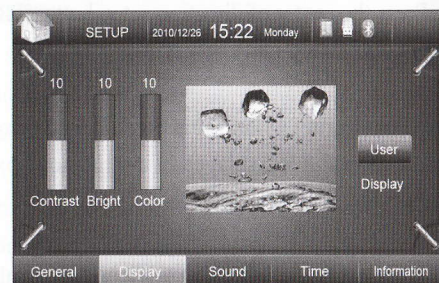 SETUP 2010/12/26 15:22 Monday
10 10 10
User
Contrast Bright Color
Display
General Display Sound Time Information